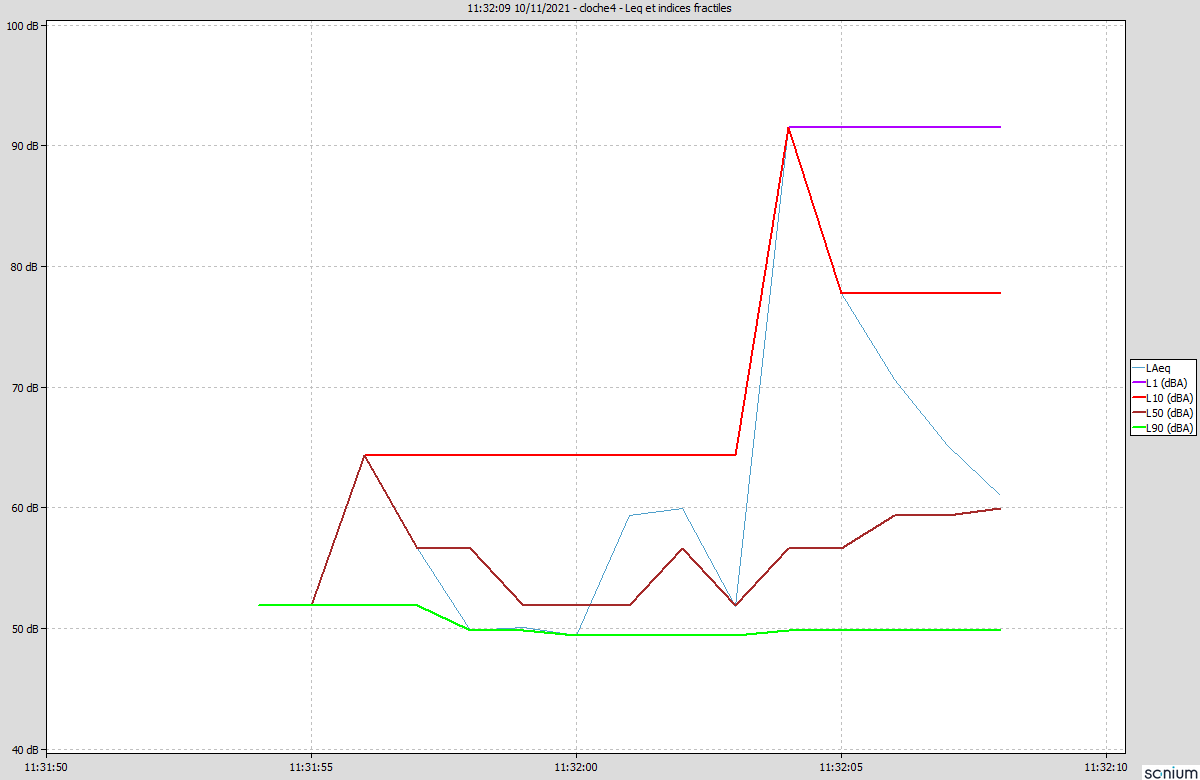 11:32:09 10/11/2021 - cloche4 - Leq et indices fractiles
100 dB
90 dB
80 dB
70 dB
60 dB
50 dB
40 dB
11:31:50
11:31:55
11:32:00
11:32:05
11:32:10
LAeq
L1 (dBA)
L10 (dBA)
L50 (dBA)
L90 (dBA)
scnium